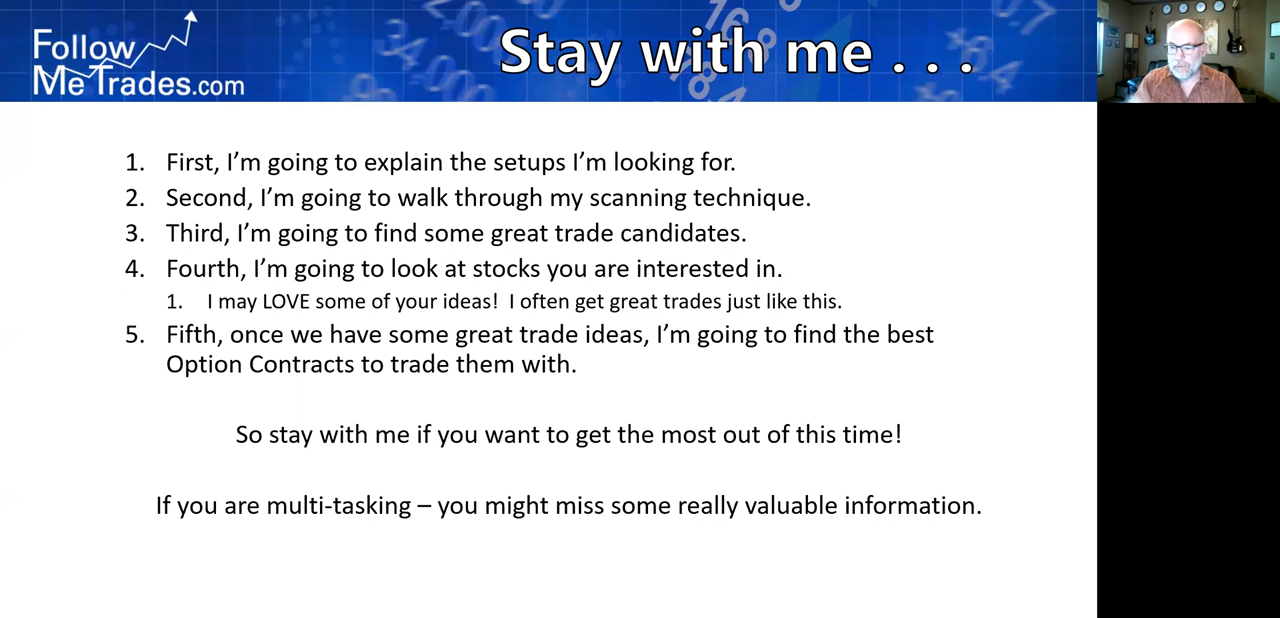 Follow
Me Trades.com
Stay with me . . .
1. First, I'm going to explain the setups I'm looking for.
2. Second, I'm going to walk through my scanning technique.
3. Third, I'm going to find some great trade candidates.
4. Fourth, I'm going to look at stocks you are interested in.
1. I may LOVE some of your ideas! I often get great trades just like this.
5. Fifth, once we have some great trade ideas, I'm going to find the best
Option Contracts to trade them with.
So stay with me if you want to get the most out of this time!
If you are multi-tasking – you might miss some really valuable information.